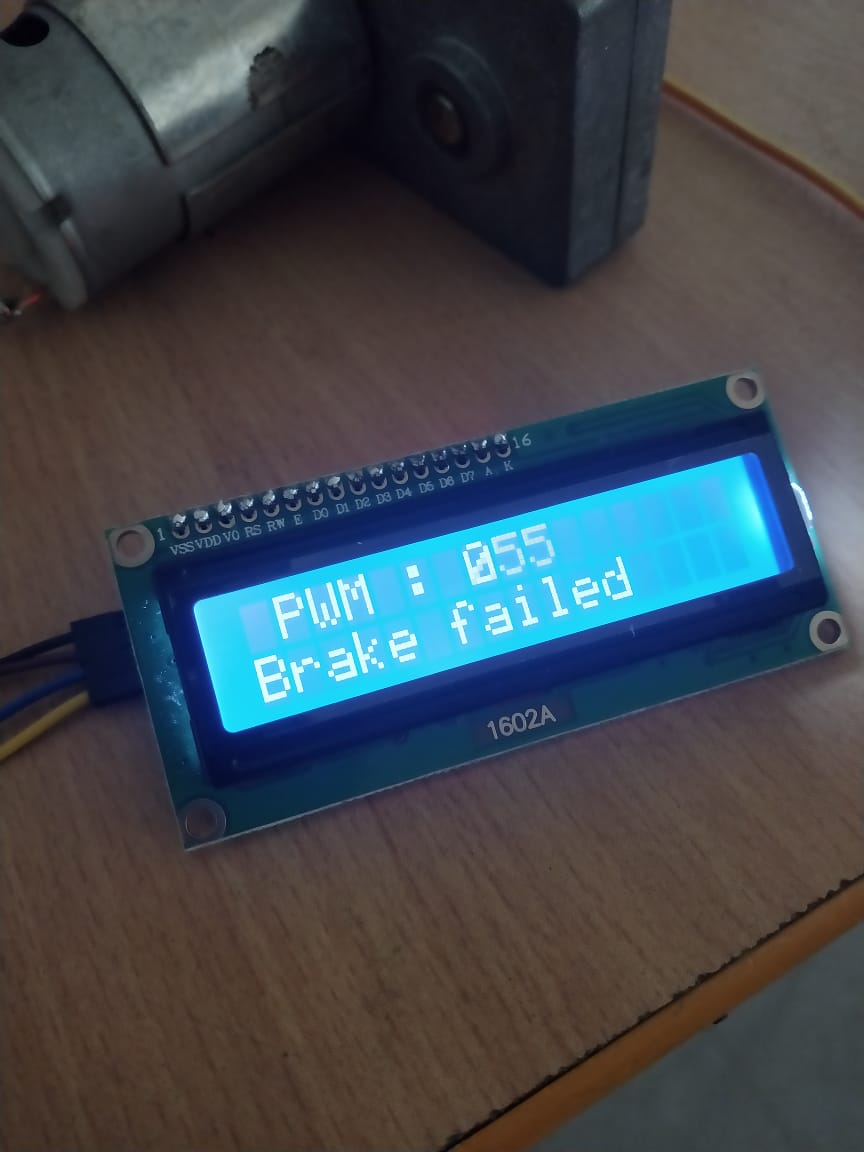 1 16
VSS VDD V0 RS RW E D0 D1 D2 D3 D4 D5 D6 D7 A K
PWM : 055
Brake failed
1602A